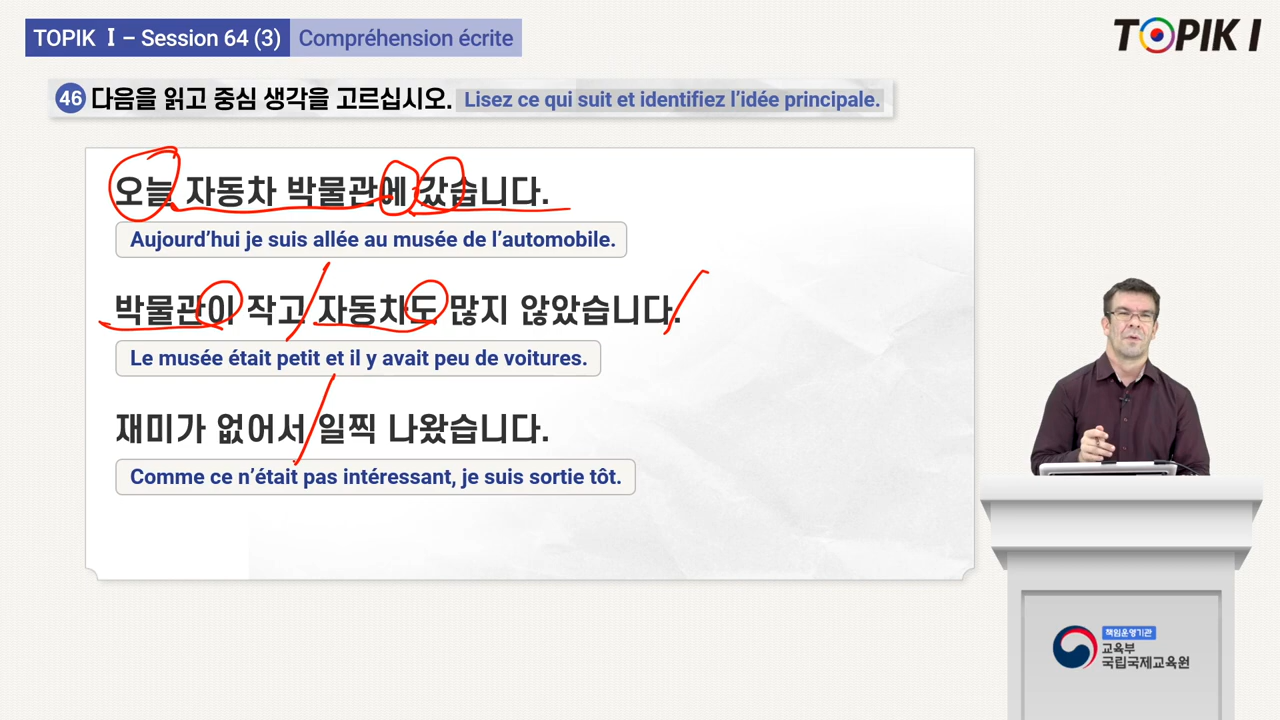 TOPIK Ⅰ – Session 64 (3) Compréhension écrite
TOPIK I
46 다음을 읽고 중심 생각을 고르십시오. Lisez ce qui suit et identifiez l’idée principale.
오늘 자동차 박물관에 갔습니다.
Aujourd’hui je suis allée au musée de l’automobile.
박물관이 작고 자동차도 많지 않았습니다.
Le musée était petit et il y avait peu de voitures.
재미가 없어서 일찍 나왔습니다.
Comme ce n’était pas intéressant, je suis sortie tôt.
책임운영기관
교육부
국립국제교육원